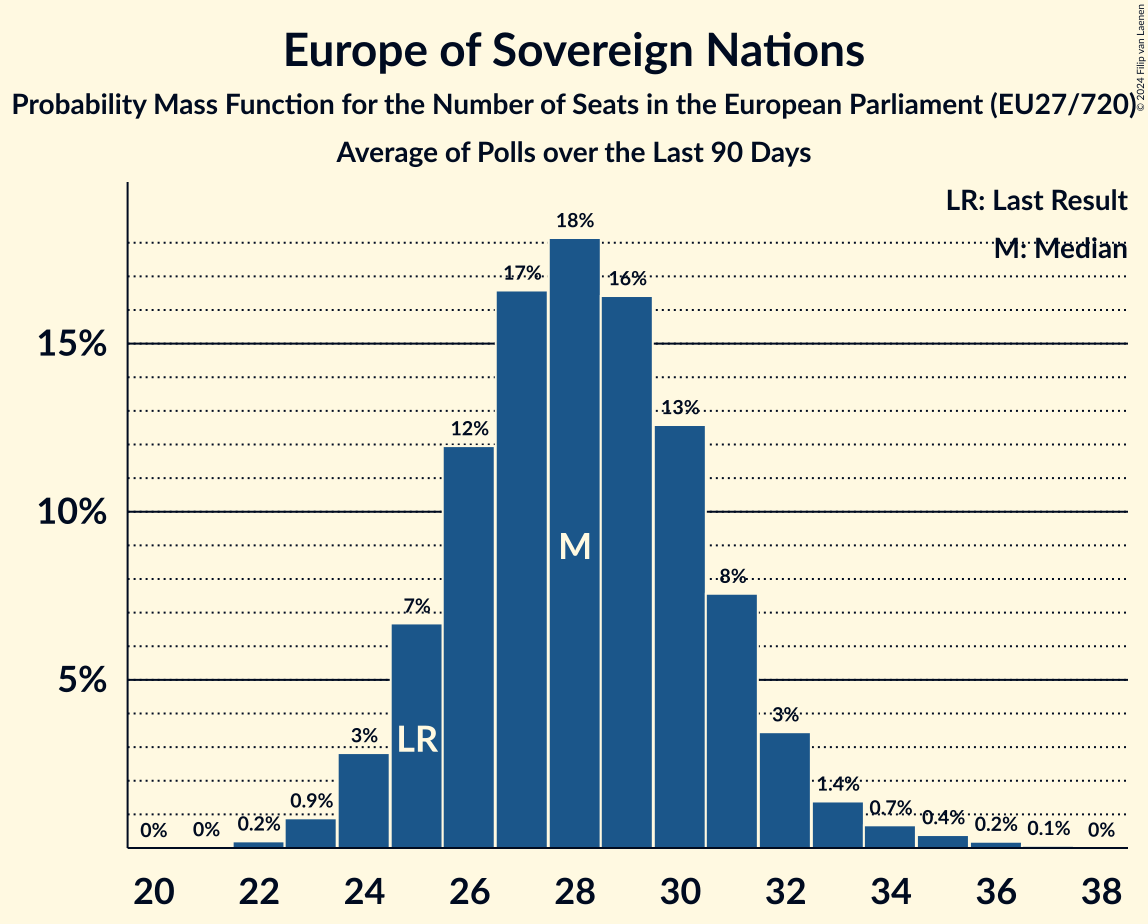 Europe of Sovereign Nations
Probability Mass Function for the Number of Seats in the European Parliament (EU27/720)
Average of Polls over the Last 90 Days
© 2024 Filip van Laenen
LR: Last Result
M: Median
18%
17%
16%
15%
13%
12%
10%
M
8%
7%
5%
LR
3%
3%
1.4%
0.9%
0.7%
0.4%
0.2%
0.2%
0.1%
0%
0%
0%
20 22 24 26 28 30 32 34 36 38